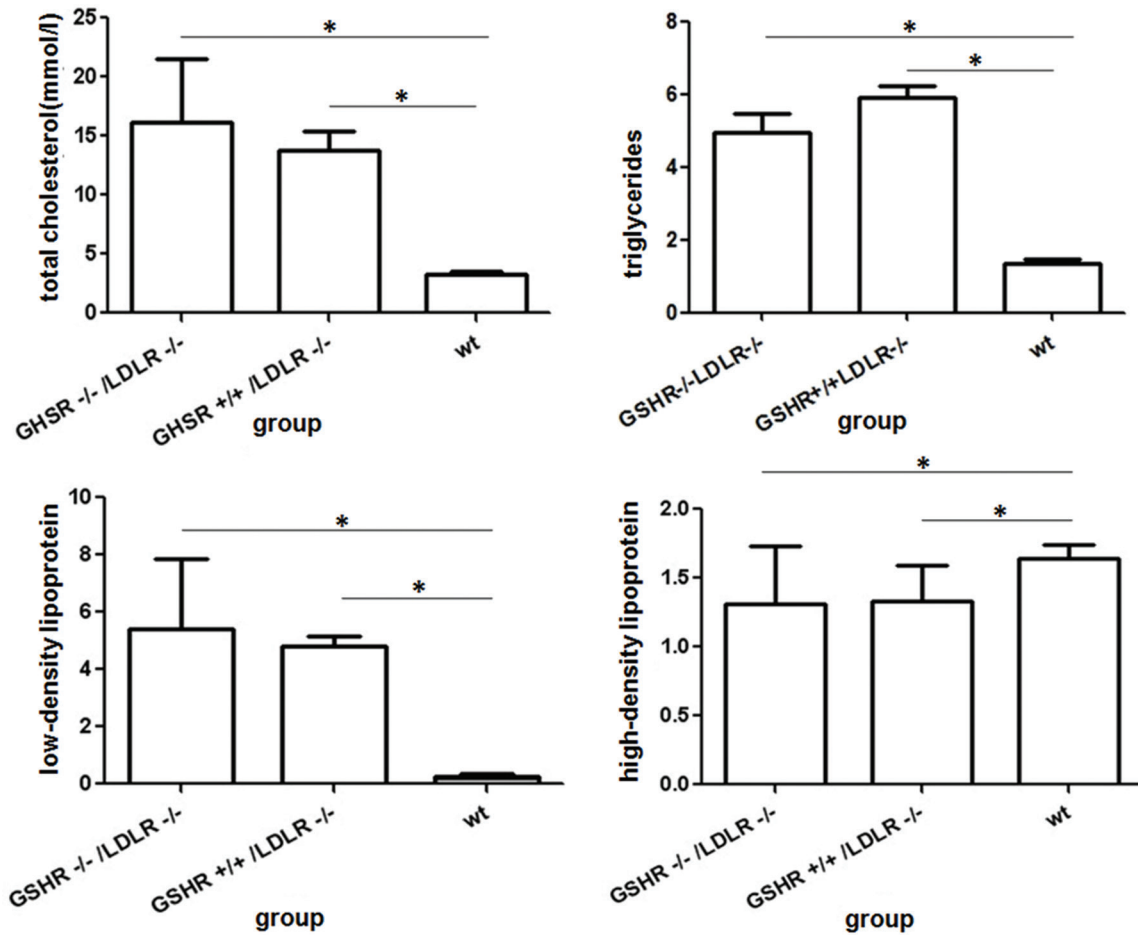 total cholesterol(mmol/l)
25
20
15
10
5
0
*
*
GHSR -/- /LDLR -/-
GHSR +/+ /LDLR -/-
wt
group
triglycerides
8
6
4
2
0
*
*
GSHR-/-LDLR-/-
GSHR+/+LDLR-/-
wt
group
low-density lipoprotein
10
8
6
4
2
0
*
*
GSHR -/- /LDLR -/-
GSHR +/+ /LDLR -/-
wt
group
high-density lipoprotein
2.0
1.5
1.0
0.5
0.0
*
*
GSHR -/- /LDLR -/-
GSHR +/+ /LDLR -/-
wt
group